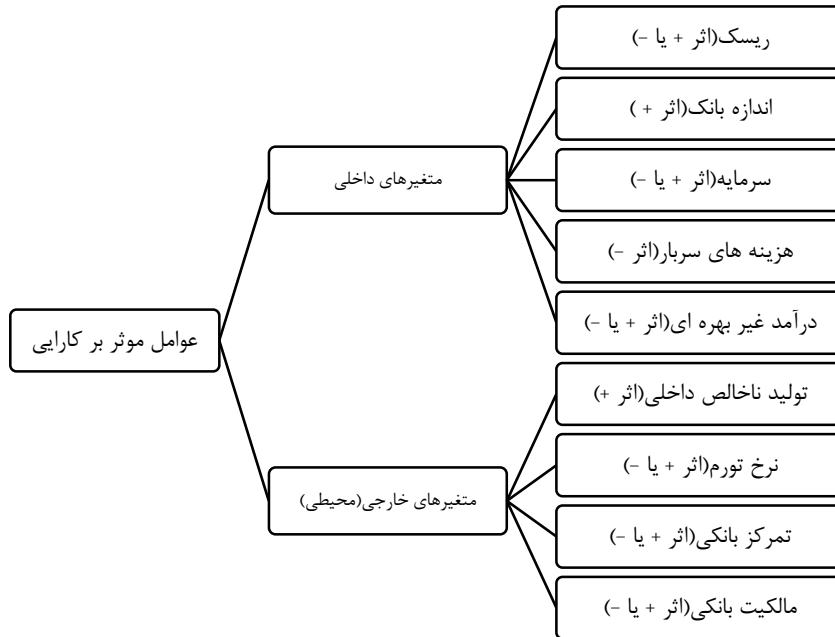 عوامل موثر بر کارایی
متغیرهای داخلی
ریسک(اثر + یا -)
اندازه بانک(اثر + )
سرمایه(اثر + یا -)
هزینه های سربار(اثر -)
درآمد غیر بهره ای(اثر + یا -)
متغیرهای خارجی(محیطی)
تولید ناخالص داخلی(اثر +)
نرخ تورم(اثر + یا -)
تمرکز بانکی(اثر + یا -)
مالکیت بانکی(اثر + یا -)